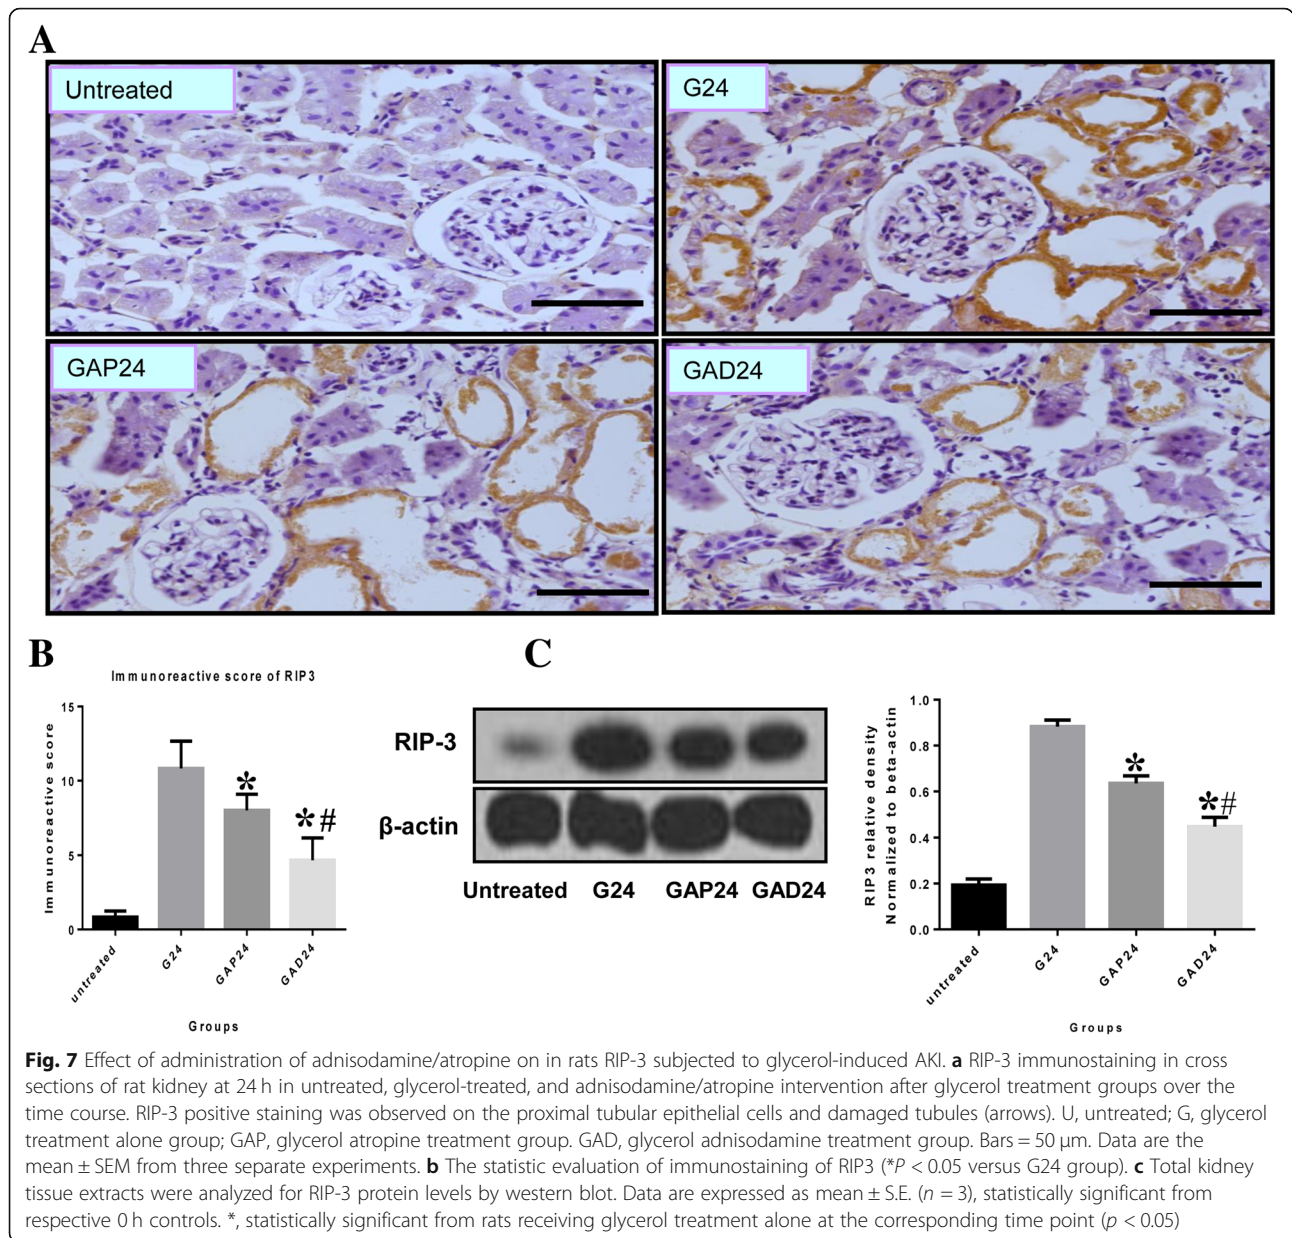 A
Untreated
G24
GAP24
GAD24
B
Immunoreactive score of RIP3
Immunoreactive score
15
10
5
0
*
*#
untreated
G24
GAP24
GAD24
Groups
C
RIP-3
β-actin
Untreated G24 GAP24 GAD24
RIP3 relative density
Normalized to beta-actin
1.0
0.8
0.6
0.4
0.2
0.0
*
*#
untreated
G24
GAP24
GAD24
Groups
Fig. 7 Effect of administration of adnisodamine/atropine on in rats RIP-3 subjected to glycerol-induced AKI. a RIP-3 immunostaining in cross
sections of rat kidney at 24 h in untreated, glycerol-treated, and adnisodamine/atropine intervention after glycerol treatment groups over the
time course. RIP-3 positive staining was observed on the proximal tubular epithelial cells and damaged tubules (arrows). U, untreated; G, glycerol
treatment alone group; GAP, glycerol atropine treatment group. GAD, glycerol adnisodamine treatment group. Bars = 50 μm. Data are the
mean ± SEM from three separate experiments. b The statistic evaluation of immunostaining of RIP3 (*P < 0.05 versus G24 group). c Total kidney
tissue extracts were analyzed for RIP-3 protein levels by western blot. Data are expressed as mean ± S.E. (n = 3), statistically significant from
respective 0 h controls. *, statistically significant from rats receiving glycerol treatment alone at the corresponding time point (p < 0.05)